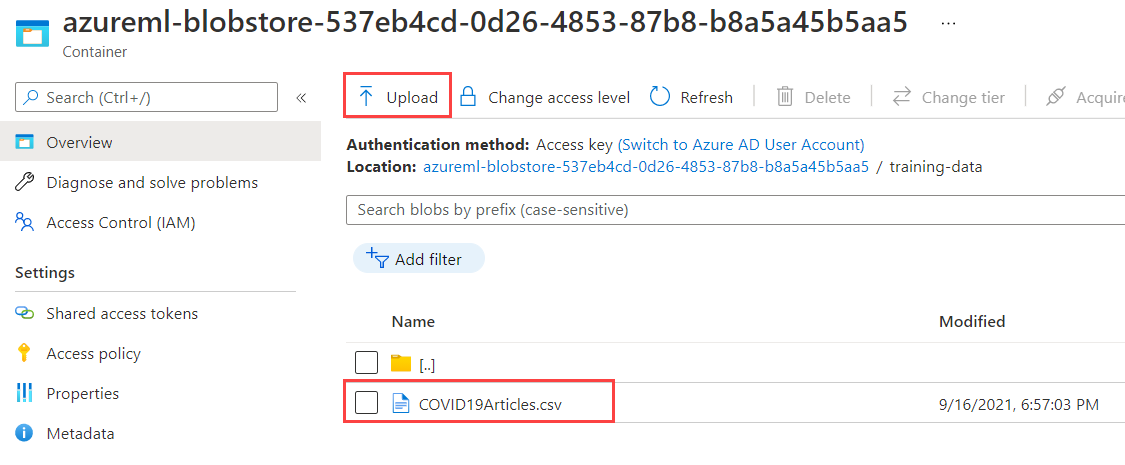 azureml-blobstore-537eb4cd-0d26-4853-87b8-b8a5a45b5aa5 ...
Container
Search (Ctrl+/)
«
Upload
Change access level
Refresh
Delete
Change tier
Acquire
Overview
Diagnose and solve problems
Access Control (IAM)
Settings
Shared access tokens
Access policy
Properties
Metadata
Authentication method: Access key (Switch to Azure AD User Account)
Location: azureml-blobstore-537eb4cd-0d26-4853-87b8-b8a5a45b5aa5 / training-data
Search blobs by prefix (case-sensitive)
Add filter
Name Modified
[..]
COVID19Articles.csv 9/16/2021, 6:57:03 PM